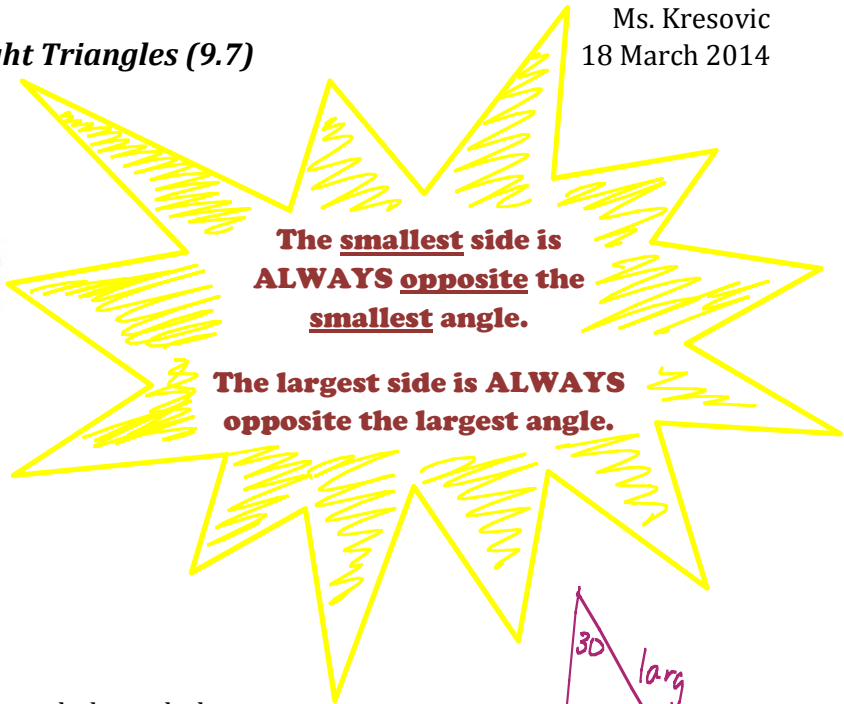 Ms. Kresovic
ght Triangles (9.7)
18 March 2014
The smallest side is
ALWAYS opposite the
smallest angle.
The largest side is ALWAYS
opposite the largest angle.
30
larg